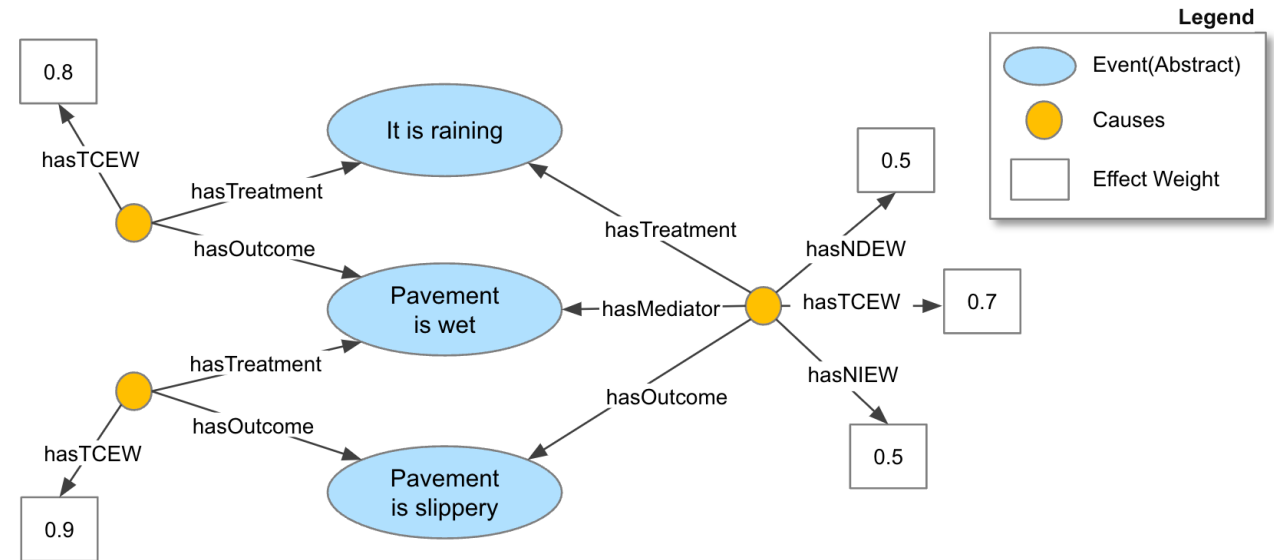 Legend
Event(Abstract)
Causes
Effect Weight
0.8
hasTCEW
It is raining
hasTreatment
hasOutcome
Pavement
is wet
hasTreatment
hasOutcome
hasTCEW
0.9
Pavement
is slippery
hasTreatment
hasMediator
hasOutcome
0.5
hasNDEW
hasTCEW
0.7
hasNIEW
0.5